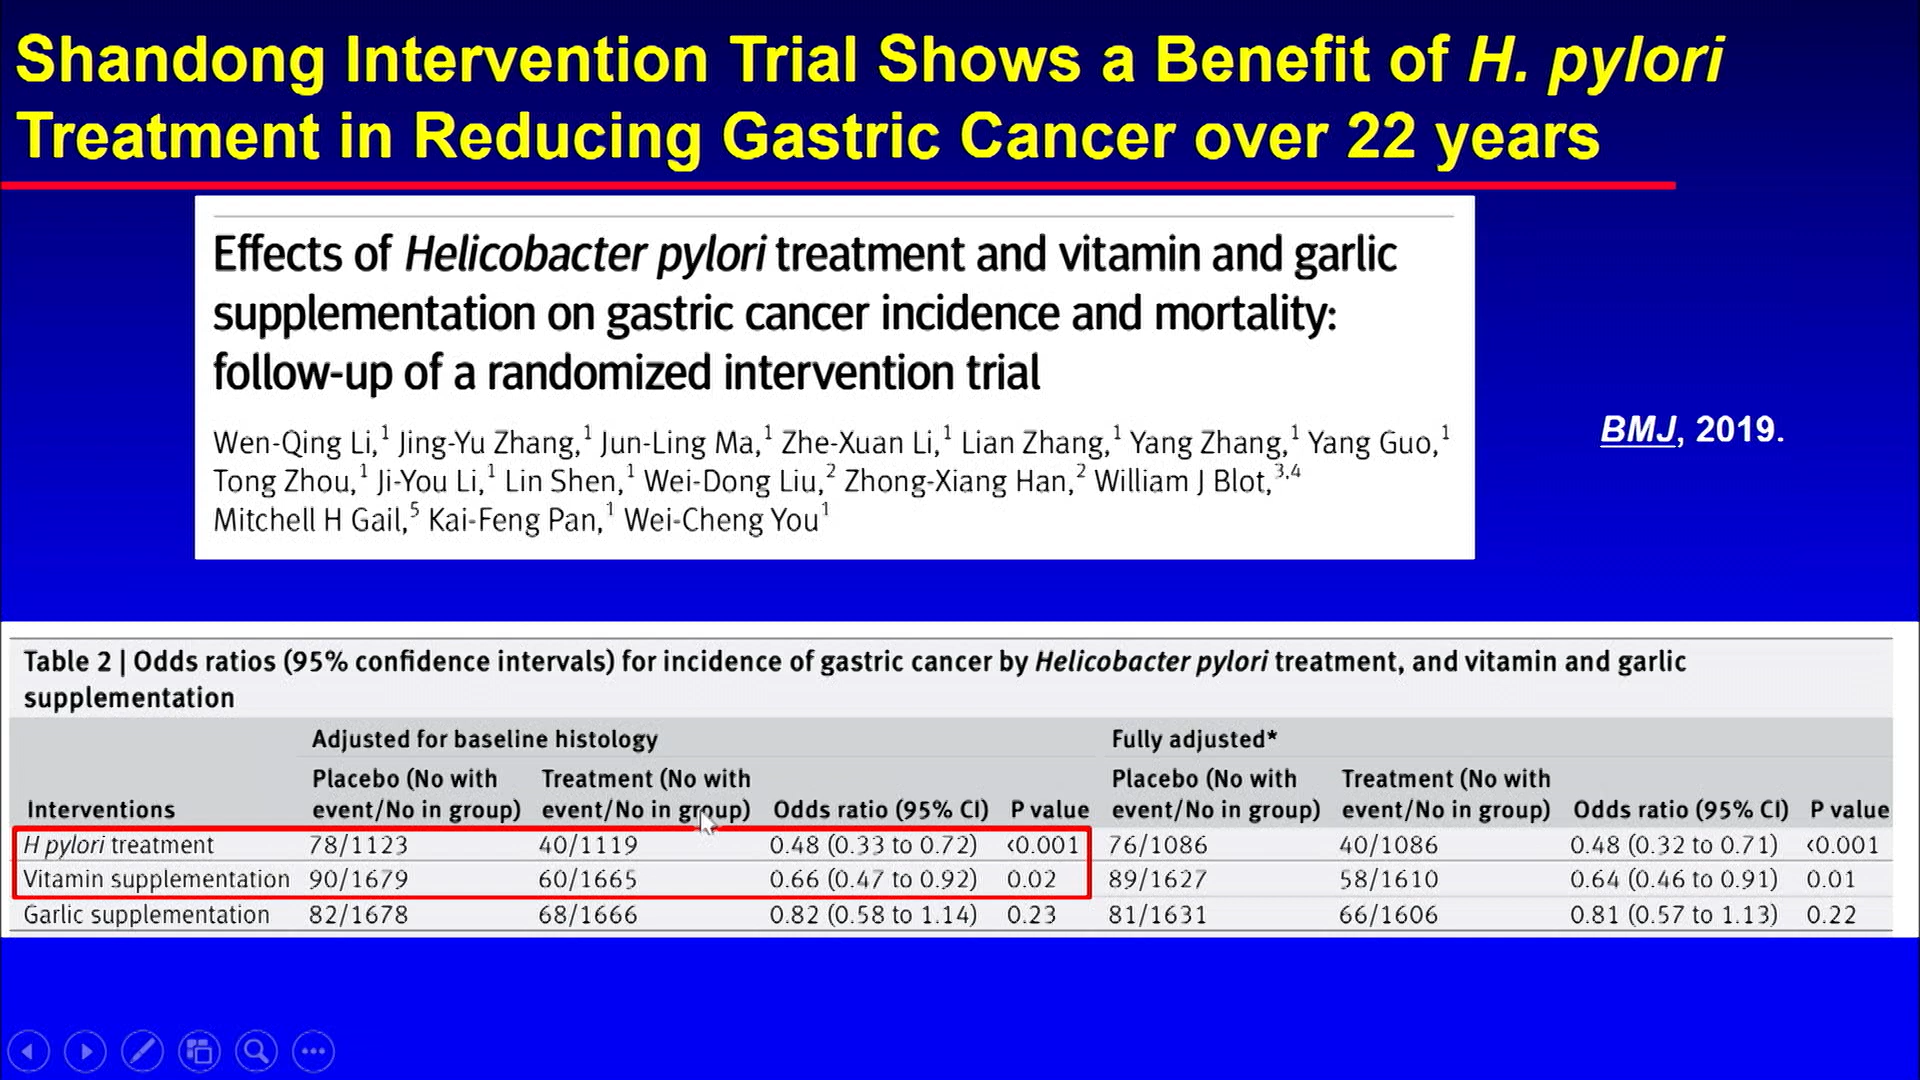 Shandong Intervention Trial Shows a Benefit of H. pylori
Treatment in Reducing Gastric Cancer over 22 years
Effects of Helicobacter pylori treatment and vitamin and garlic
supplementation on gastric cancer incidence and mortality:
follow-up of a randomized intervention trial
Wen-Qing Li,1 Jing-Yu Zhang,1 Jun-Ling Ma,1 Zhe-Xuan Li,1 Lian Zhang,1 Yang Zhang,1 Yang Guo,1
Tong Zhou,1 Ji-You Li,1 Lin Shen,1 Wei-Dong Liu,2 Zhong-Xiang Han,2 William J Blot,3,4
Mitchell H Gail,5 Kai-Feng Pan,1 Wei-Cheng You1
BMJ, 2019.
Table 2 | Odds ratios (95% confidence intervals) for incidence of gastric cancer by Helicobacter pylori treatment, and vitamin and garlic
supplementation
Adjusted for baseline histology Fully adjusted*
Placebo (No with Treatment (No with Placebo (No with Treatment (No with
Interventions event/No in group) event/No in group) Odds ratio (95% CI) P value event/No in group) event/No in group) Odds ratio (95% CI) P value
H pylori treatment 78/1123 40/1119 0.48 (0.33 to 0.72) <0.001 76/1086 40/1086 0.48 (0.32 to 0.71) <0.001
Vitamin supplementation 90/1679 60/1665 0.66 (0.47 to 0.92) 0.02 89/1627 58/1610 0.64 (0.46 to 0.91) 0.01
Garlic supplementation 82/1678 68/1666 0.82 (0.58 to 1.14) 0.23 81/1631 66/1606 0.81 (0.57 to 1.13) 0.22